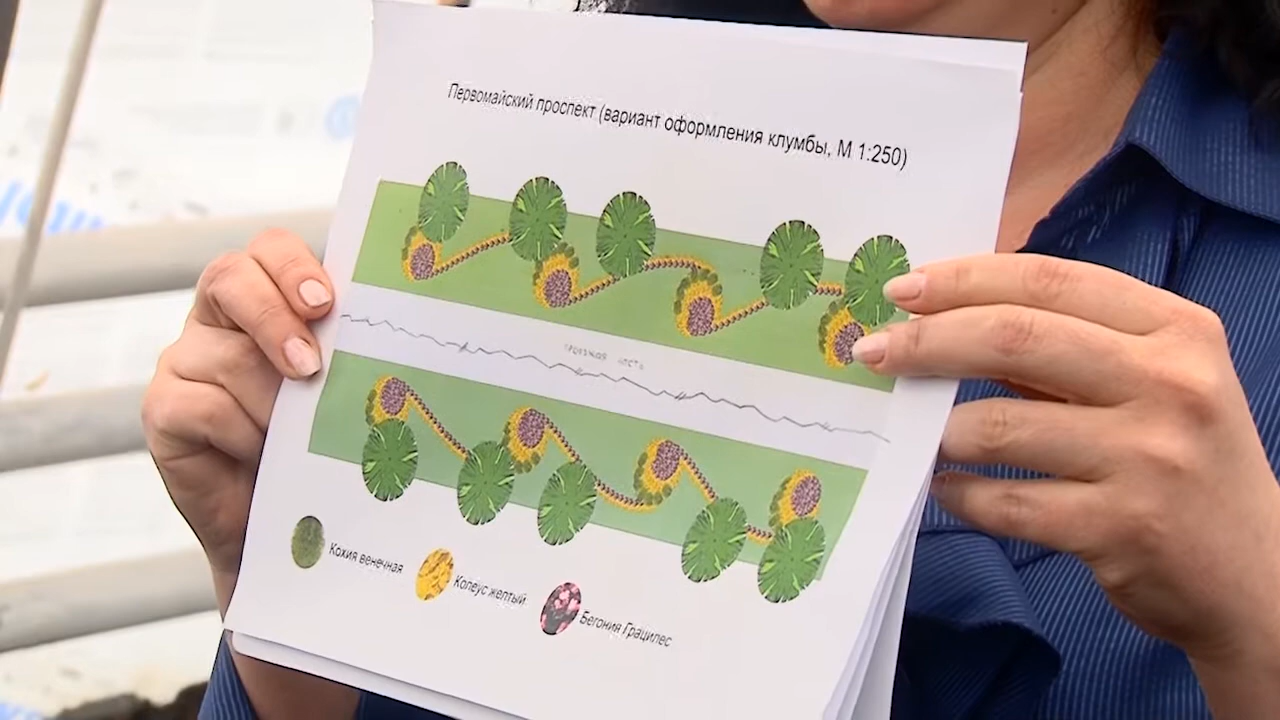 Первомайский проспект (вариант оформления клумбы, М 1:250)
проезжая часть
Кохия венечная
Колеус желтый
Бегония Грацилес